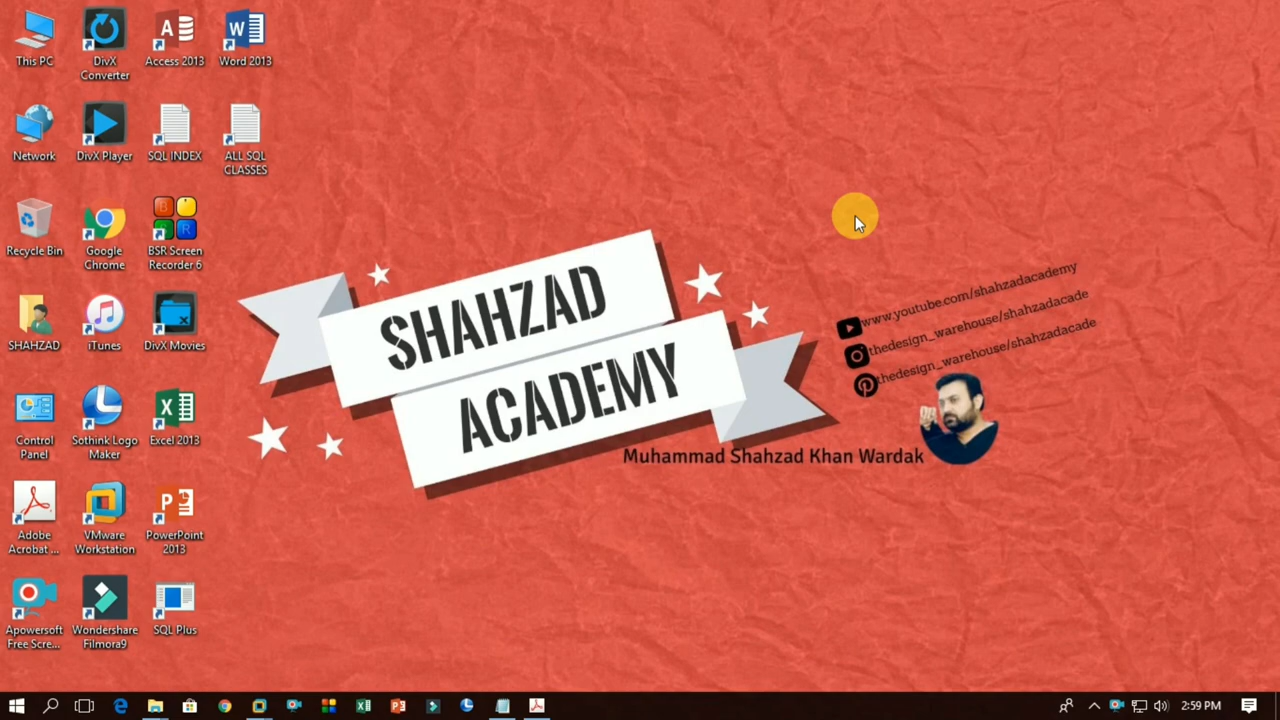 This PC
DivX
Converter
Access 2013
Word 2013
Network
DivX Player
SQL INDEX
ALL SQL
CLASSES
Recycle Bin
Google
Chrome
BSR Screen
Recorder 6
SHAHZAD
iTunes
DivX Movies
Control
Panel
Sothink Logo
Maker
Excel 2013
Adobe
Acrobat ...
VMware
Workstation
PowerPoint
2013
Apowersoft
Free Scre...
Wondershare
Filmora9
SQL Plus
SHAHZAD
ACADEMY
www.youtube.com/shahzadacademy
thedesign_warehouse/shahzadacade
thedesign_warehouse/shahzadacade
Muhammad Shahzad Khan Wardak
2:59 PM